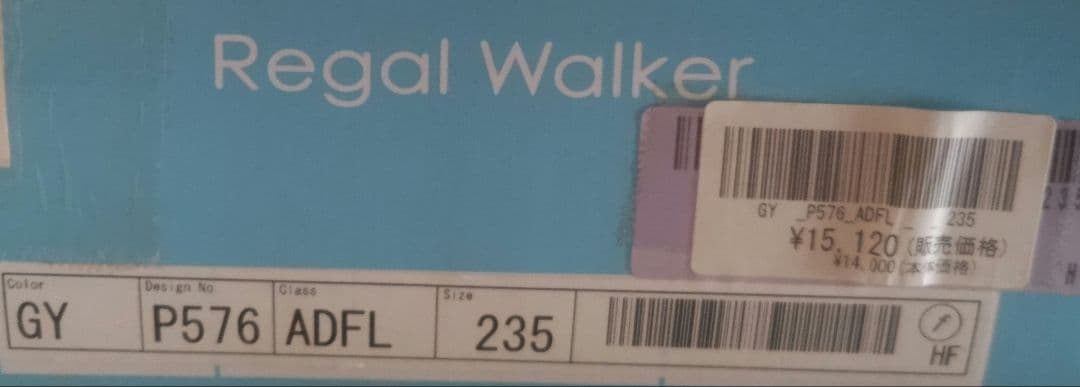 Regal Walker
GY _P576_ADFL_ _235
¥15,120(販売価格)
¥14,000(本体価格)
235
Color Design No Class Size
GY P576 ADFL 235
f
HF